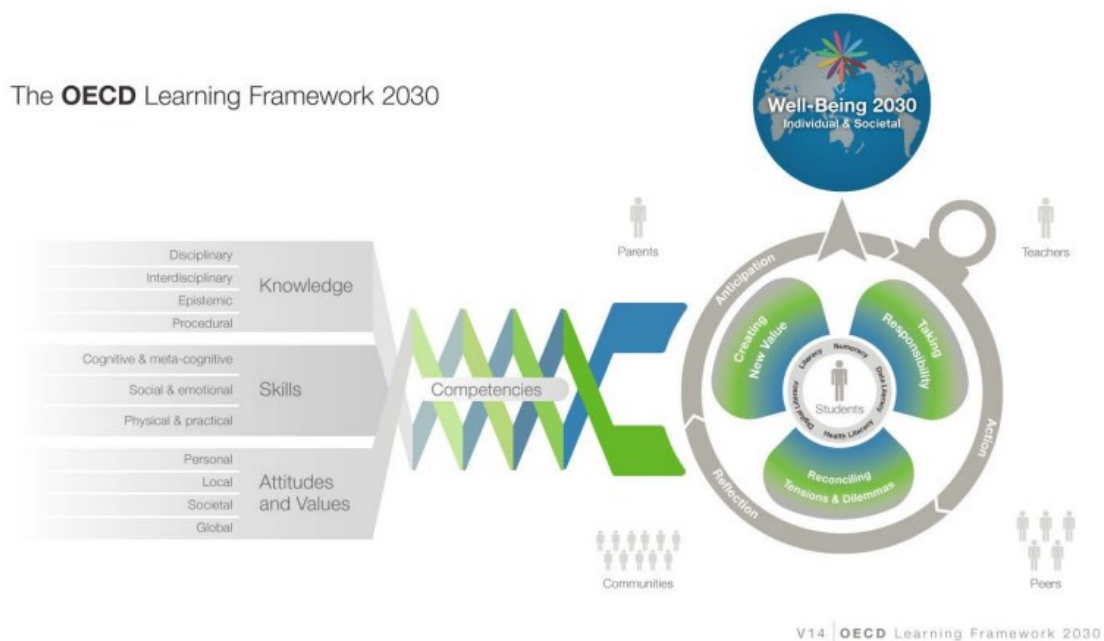 The OECD Learning Framework 2030
Well-Being 2030
Individual & Societal
Parents
Teachers
Disciplinary
Interdisciplinary
Epistemic
Procedural
Knowledge
Cognitive & meta-cognitive
Social & emotional
Physical & practical
Skills
Personal
Local
Societal
Global
Attitudes
and Values
Competencies
Anticipation
Action
Reflection
Creating
New Value
Taking
Responsibility
Reconciling
Tensions & Dilemmas
Literacy
Numeracy
Data Literacy
Health Literacy
Digital Literacy
Students
Communities
Peers
V14 | OECD Learning Framework 2030